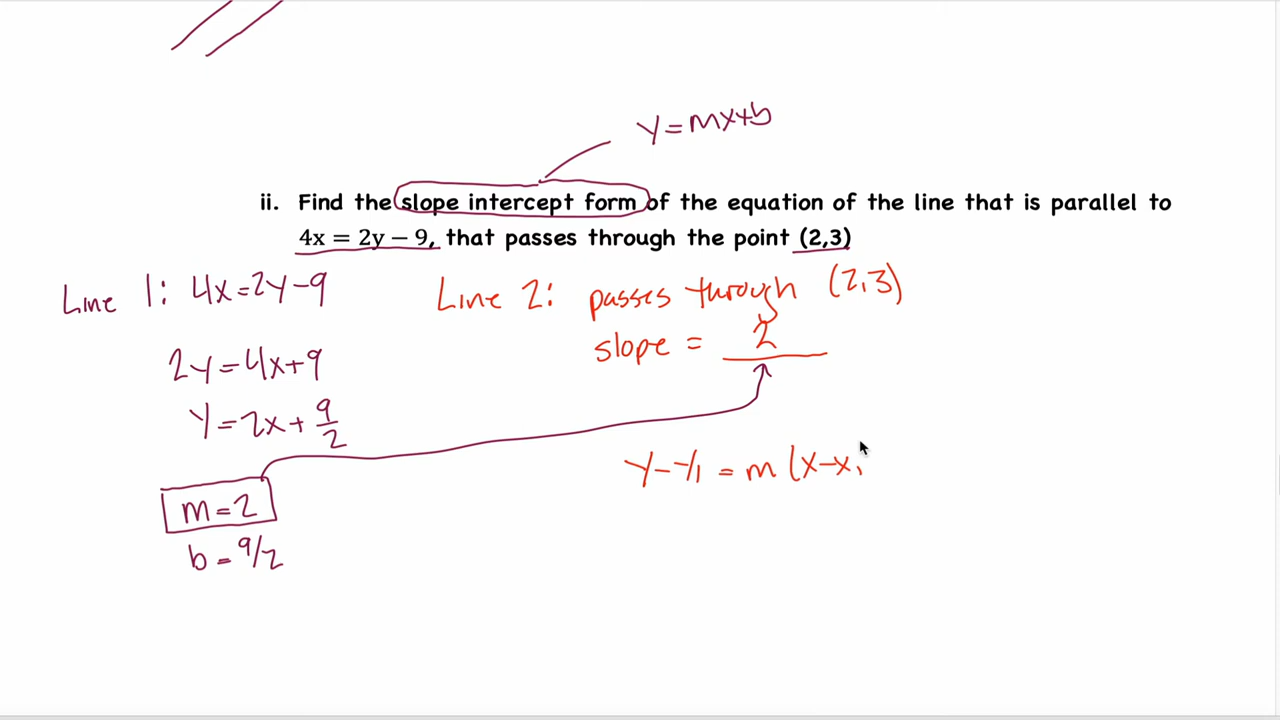 y=mx+b
ii. Find the slope intercept form of the equation of the line that is parallel to
4x = 2y − 9, that passes through the point (2,3)
Line 1: 4x=2y-9
Line 2: passes through (2,3)
slope = 2
2y=4x+9
y=2x+9/2
y-y₁ = m(x-x₁
m=2
b=9/2